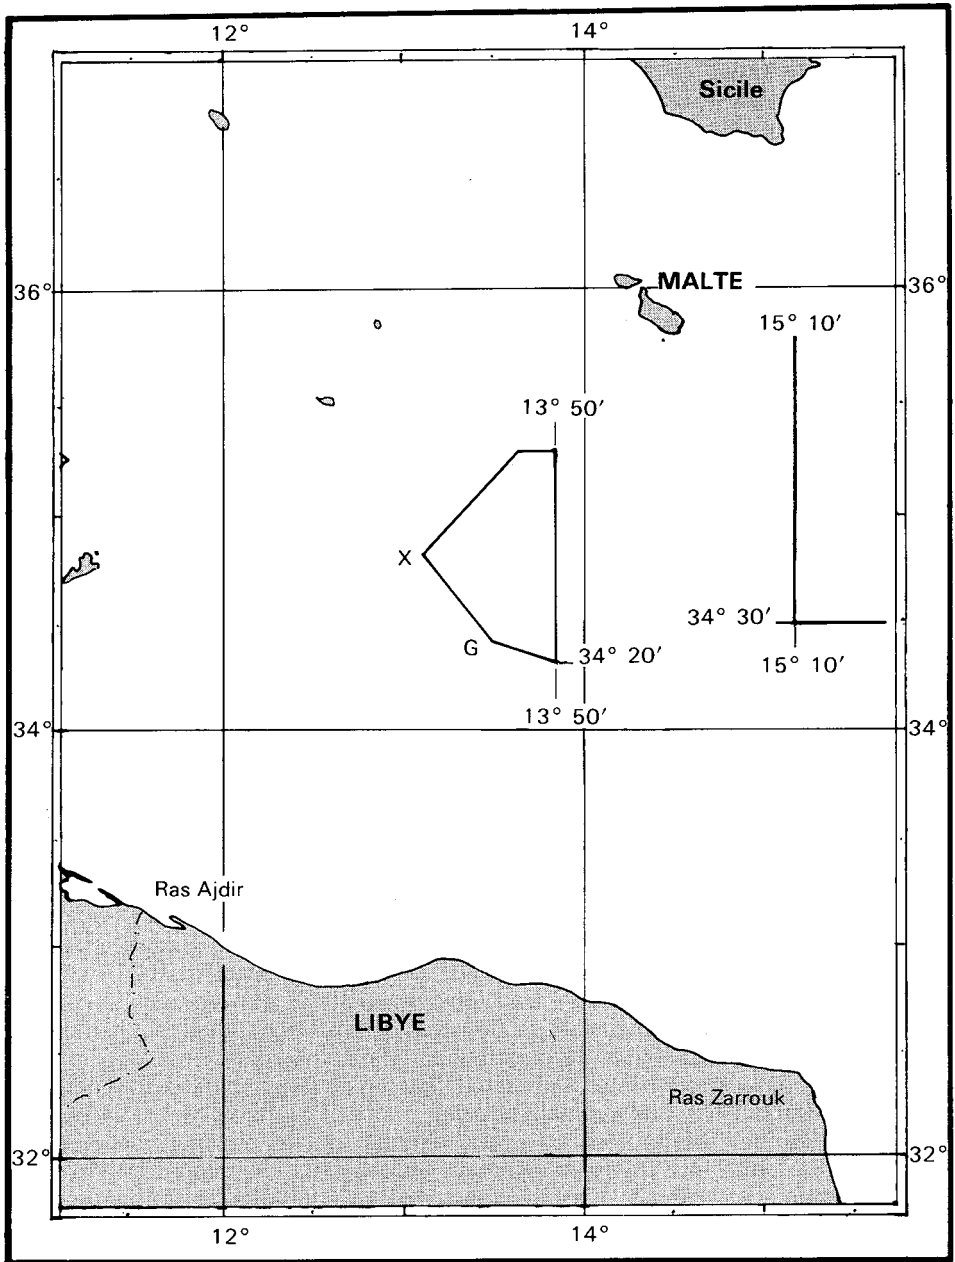 12° 14°
Sicile
36° MALTE 36°
15° 10′
13° 50′
X
34° 30′
G
34° 20′
15° 10′
13° 50′
34° 34°
Ras Ajdir
LIBYE
Ras Zarrouk
32° 32°
12° 14°